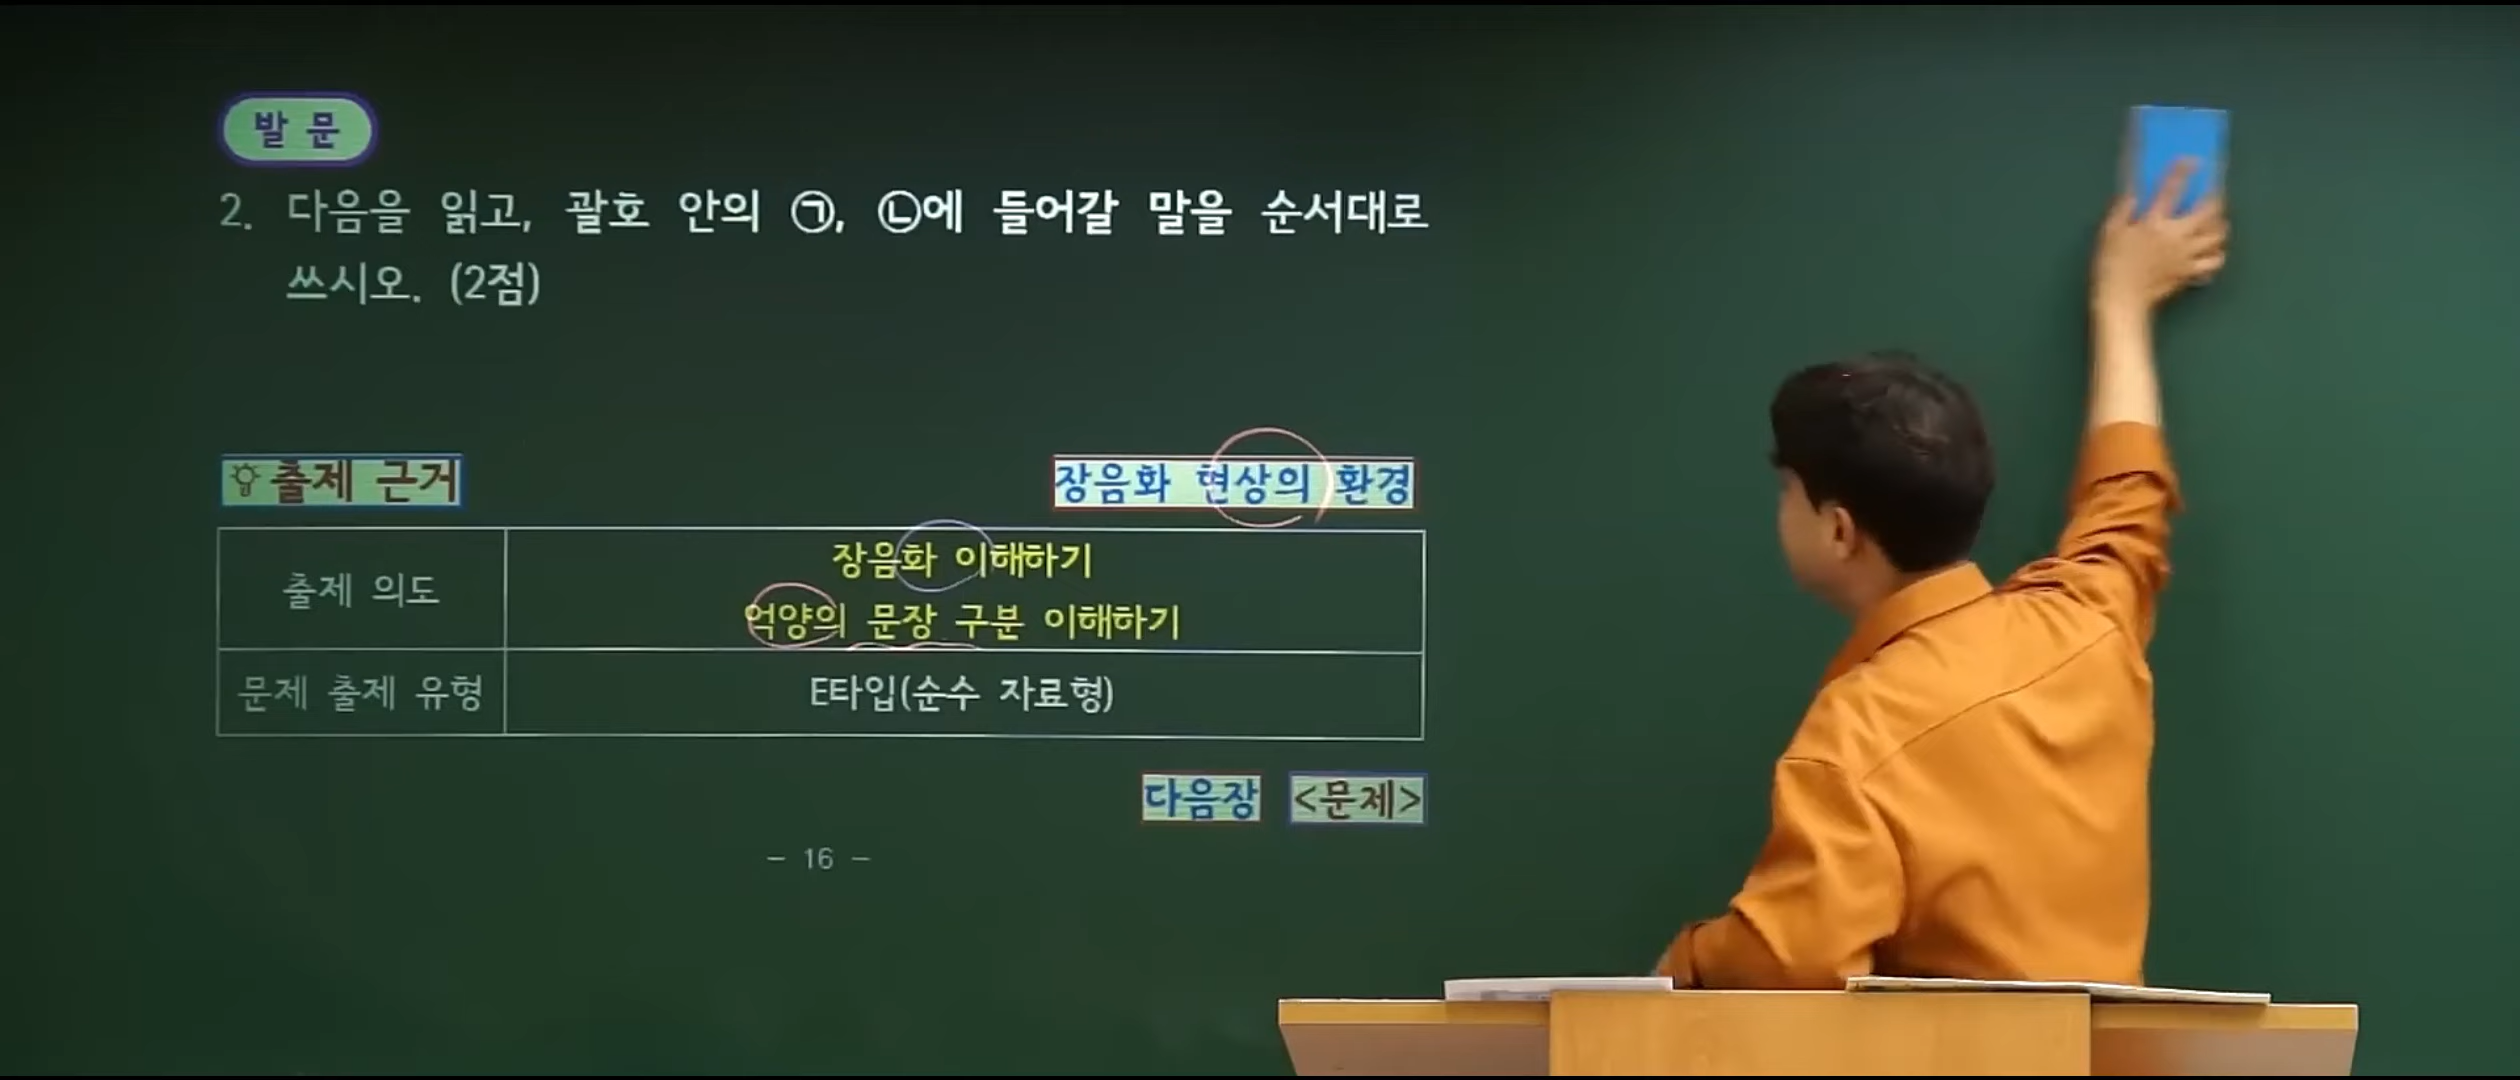 발 문
2. 다음을 읽고, 괄호 안의 ㉠, ㉡에 들어갈 말을 순서대로
쓰시오. (2점)
출제 근거
장음화 현상의 환경
출제 의도
장음화 이해하기
억양의 문장 구분 이해하기
문제 출제 유형
E타입(순수 자료형)
다음장 <문제>
- 16 -